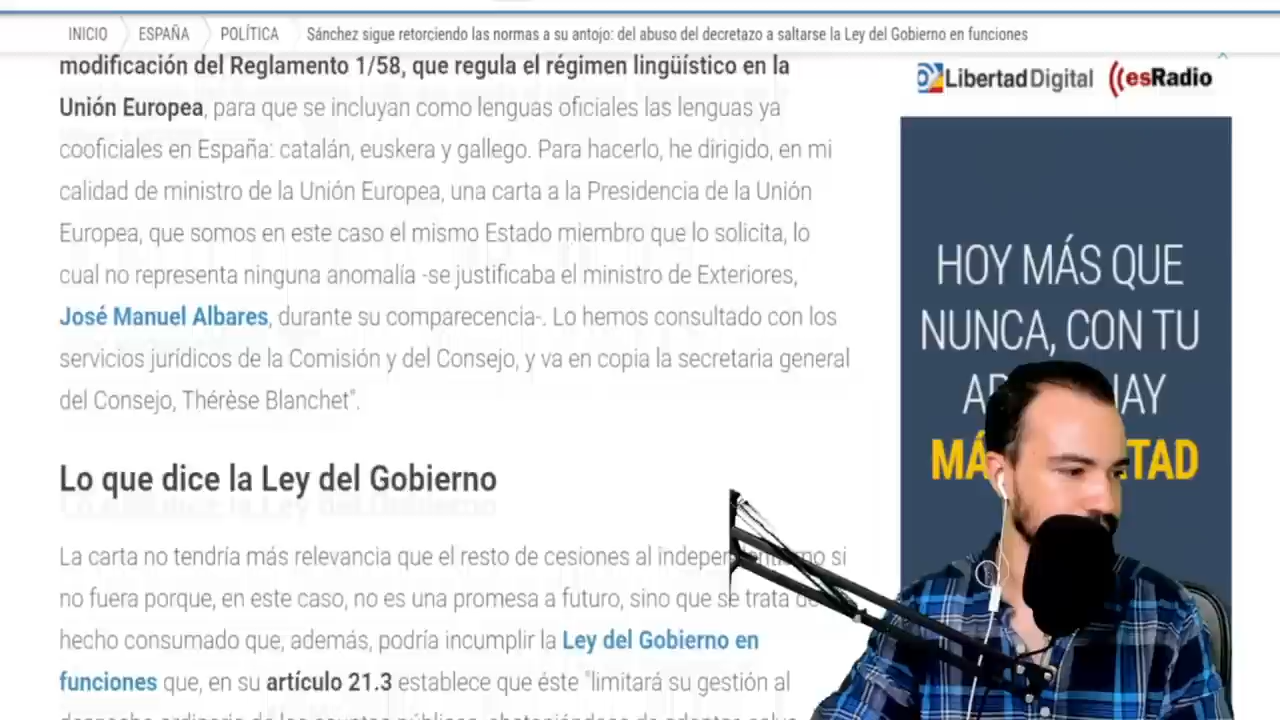 INICIO ESPAÑA POLÍTICA Sánchez sigue retorciendo las normas a su antojo: del abuso del decretazo a saltarse la Ley del Gobierno en funciones
modificación del Reglamento 1/58, que regula el régimen lingüístico en la
Unión Europea, para que se incluyan como lenguas oficiales las lenguas ya
cooficiales en España: catalán, euskera y gallego. Para hacerlo, he dirigido, en mi
calidad de ministro de la Unión Europea, una carta a la Presidencia de la Unión
Europea, que somos en este caso el mismo Estado miembro que lo solicita, lo
cual no representa ninguna anomalía -se justificaba el ministro de Exteriores,
José Manuel Albares, durante su comparecencia-. Lo hemos consultado con los
servicios jurídicos de la Comisión y del Consejo, y va en copia la secretaria general
del Consejo, Thérèse Blanchet".
Lo que dice la Ley del Gobierno
La carta no tendría más relevancia que el resto de cesiones al si
no fuera porque, en este caso, no es una promesa a futuro, sino que se trata
hecho consumado que, además, podría incumplir la Ley del Gobierno en
funciones que, en su artículo 21.3 establece que éste "limitará su gestión al
LibertadDigital esRadio
HOY MÁS QUE
NUNCA, CON TU